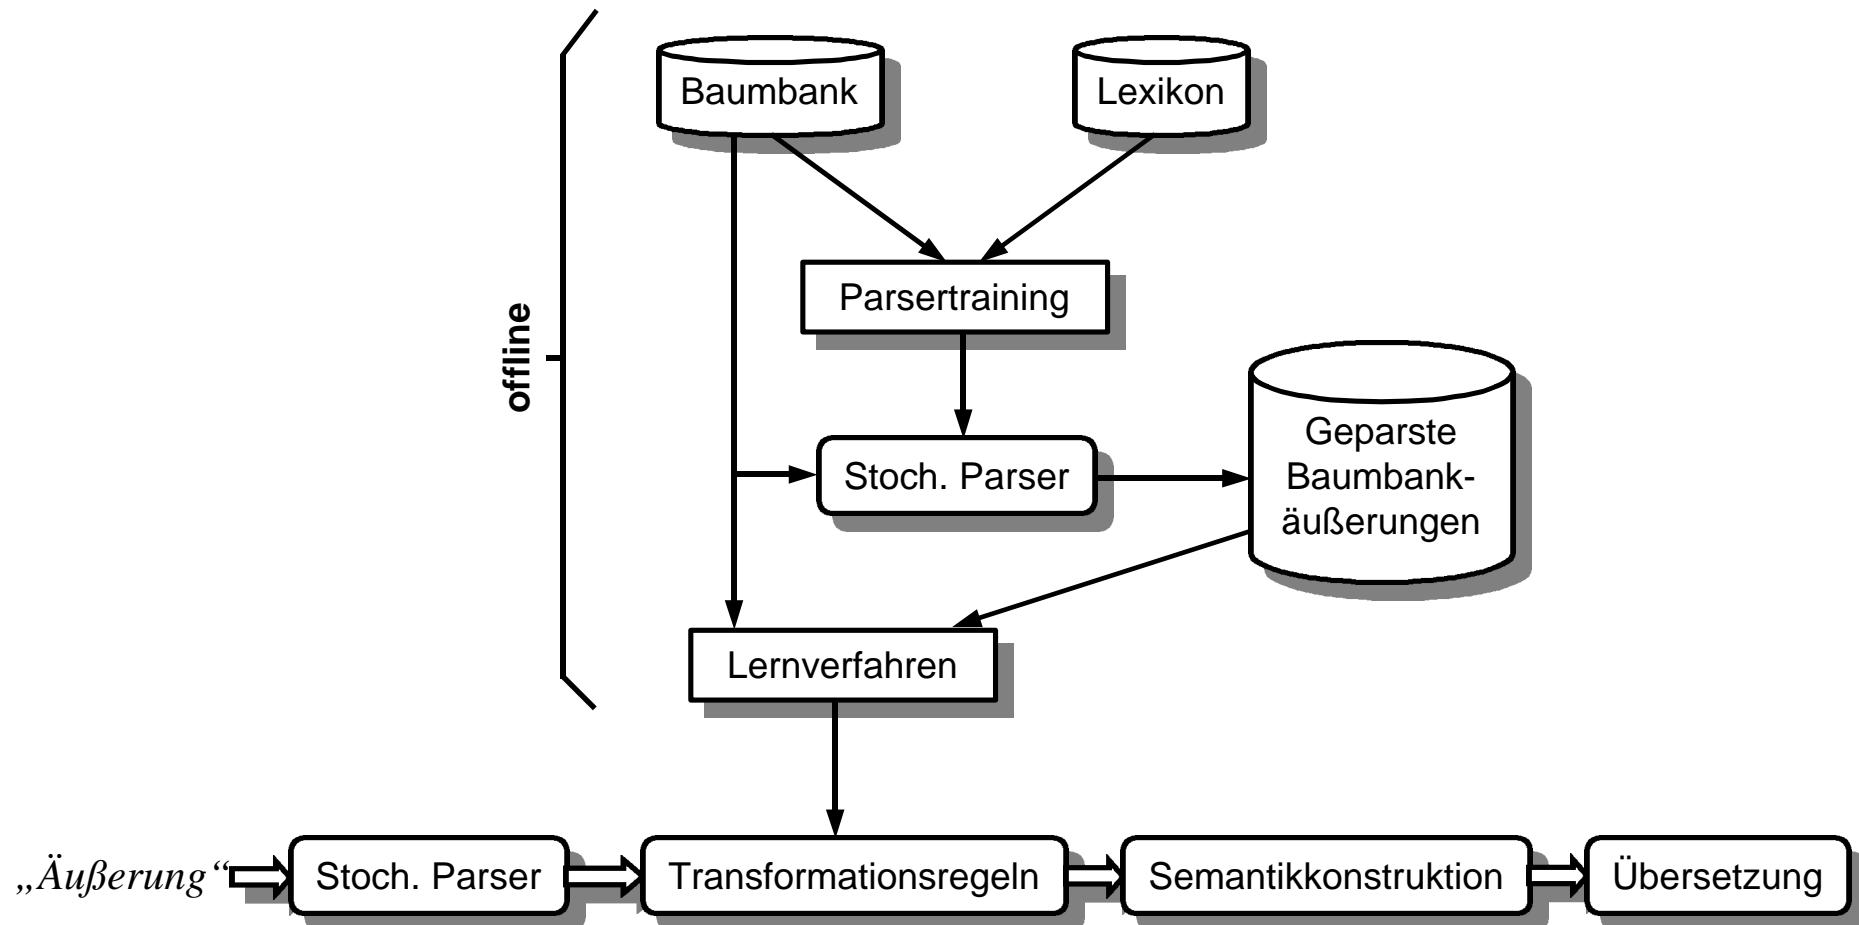 Baumbank
Lexikon
Parsertraining
offline
Geparste
Baumbank-
äußerungen
Stoch. Parser
Lernverfahren
„Äußerung“
Stoch. Parser
Transformationsregeln
Semantikkonstruktion
Übersetzung